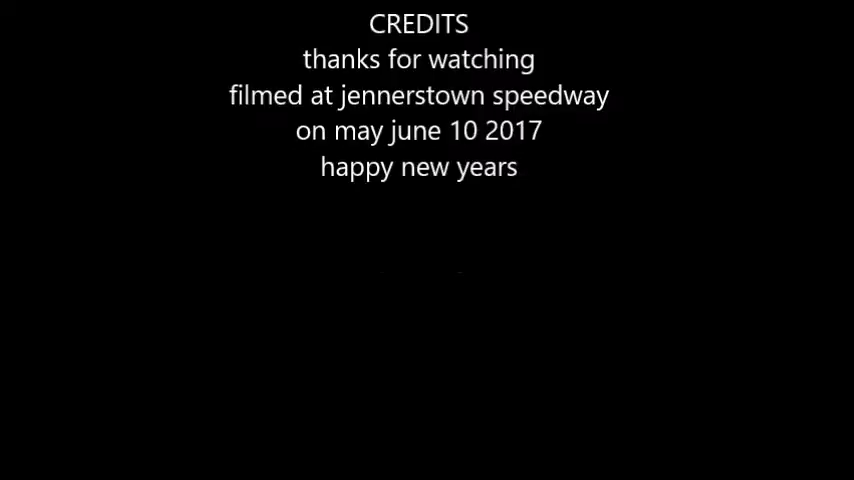 CREDITS
thanks for watching
filmed at jennerstown speedway
on may june 10 2017
happy new years